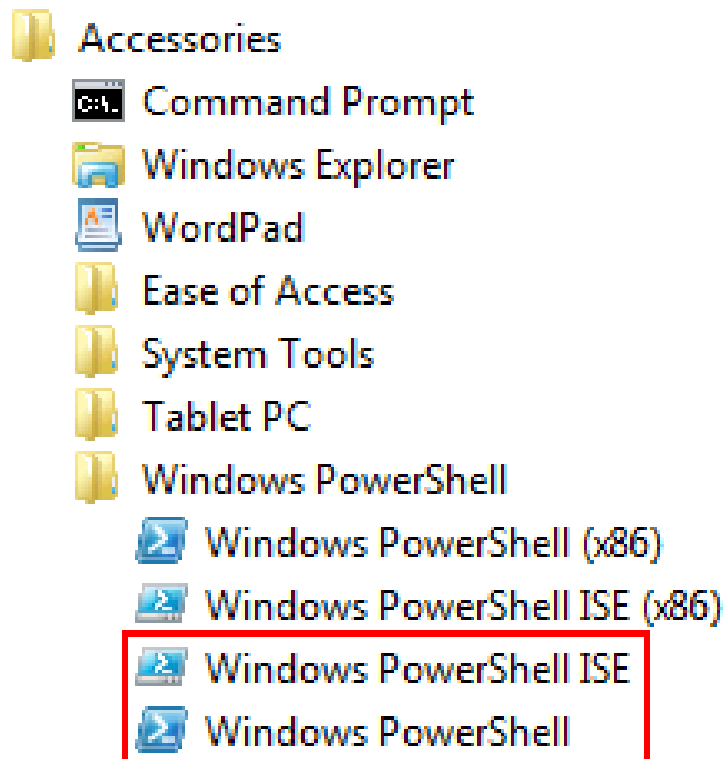 Accessories
C:\.
Command Prompt
Windows Explorer
WordPad
Ease of Access
System Tools
Tablet PC
Windows PowerShell
Windows PowerShell (x86)
Windows PowerShell ISE (x86)
Windows PowerShell ISE
Windows PowerShell